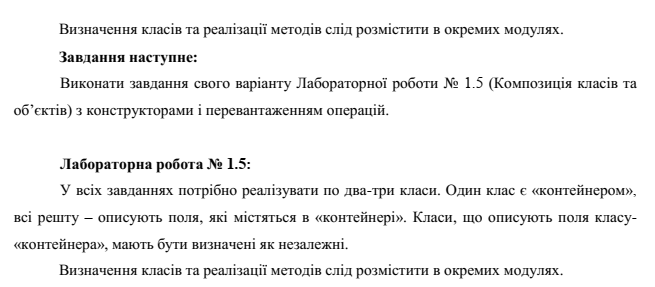 Визначення класів та реалізації методів слід розмістити в окремих модулях.
Завдання наступне:
Виконати завдання свого варіанту Лабораторної роботи № 1.5 (Композиція класів та
об’єктів) з конструкторами і перевантаженням операцій.
Лабораторна робота № 1.5:
У всіх завданнях потрібно реалізувати по два-три класи. Один клас є «контейнером»,
всі решту – описують поля, які містяться в «контейнері». Класи, що описують поля класу-
«контейнера», мають бути визначені як незалежні.
Визначення класів та реалізації методів слід розмістити в окремих модулях.